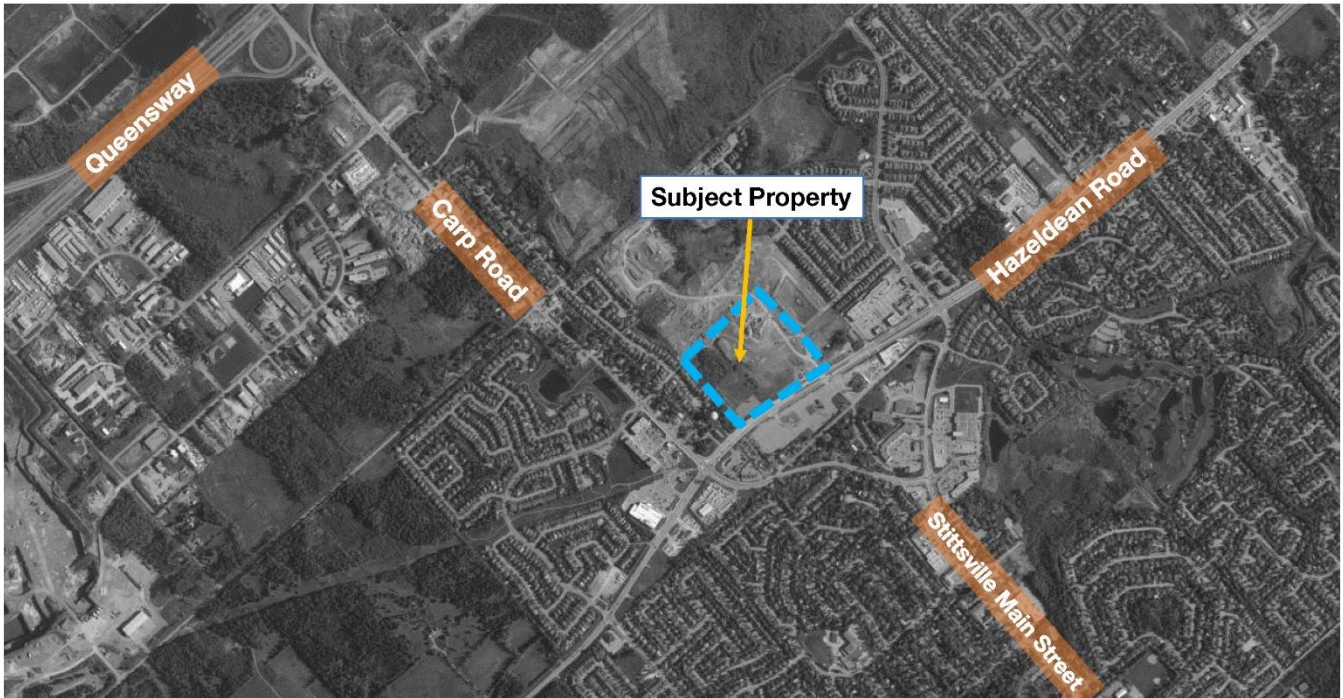 Queensway
Carp Road
Subject Property
Hazeldean Road
Stittsville Main Street